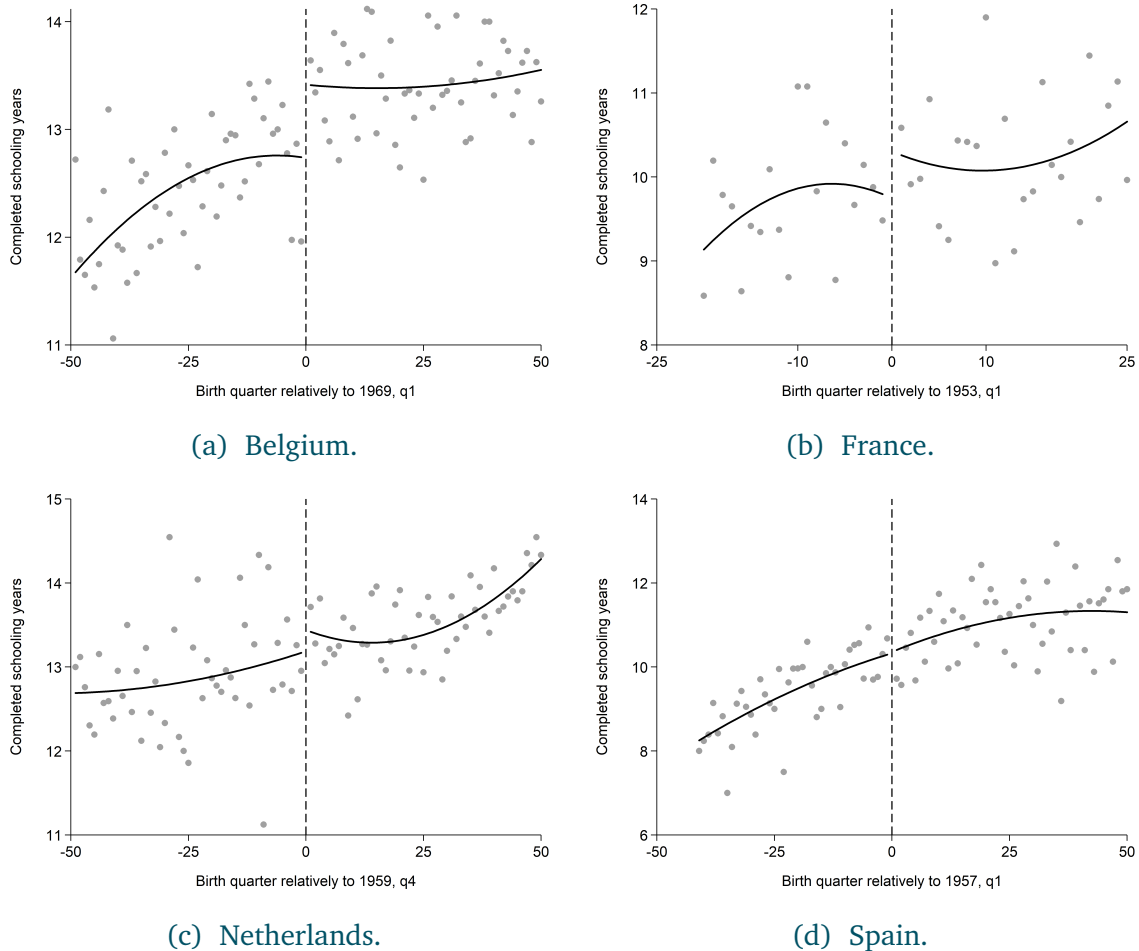 14
13
12
11
Completed schooling years
-50 -25 0 25 50
Birth quarter relatively to 1969, q1
(a) Belgium.
12
11
10
9
8
Completed schooling years
-25 -10 0 10 25
Birth quarter relatively to 1953, q1
(b) France.
15
14
13
12
11
Completed schooling years
-50 -25 0 25 50
Birth quarter relatively to 1959, q4
(c) Netherlands.
14
12
10
8
6
Completed schooling years
-50 -25 0 25 50
Birth quarter relatively to 1957, q1
(d) Spain.